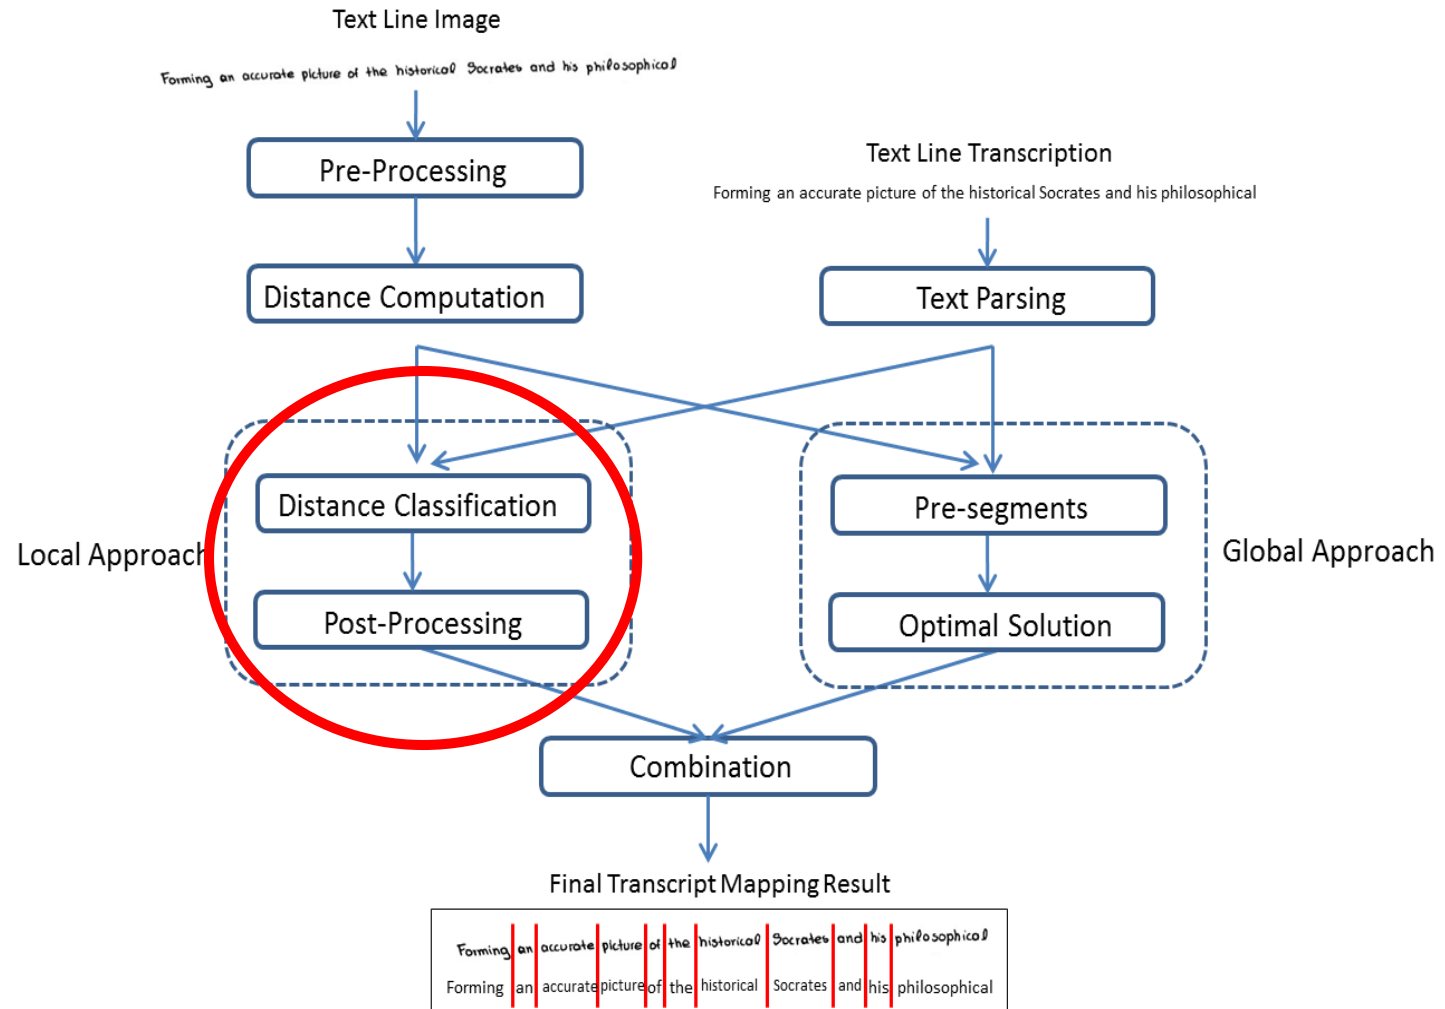 Text Line Image
Forming an accurate picture of the historical Socrates and his philosophical
Pre-Processing
Text Line Transcription
Forming an accurate picture of the historical Socrates and his philosophical
Distance Computation
Text Parsing
Distance Classification
Pre-segments
Local Approach
Global Approach
Post-Processing
Optimal Solution
Combination
Final Transcript Mapping Result
Forming an accurate picture of the historical Socrates and his philosophical
Forming an accurate picture of the historical Socrates and his philosophical